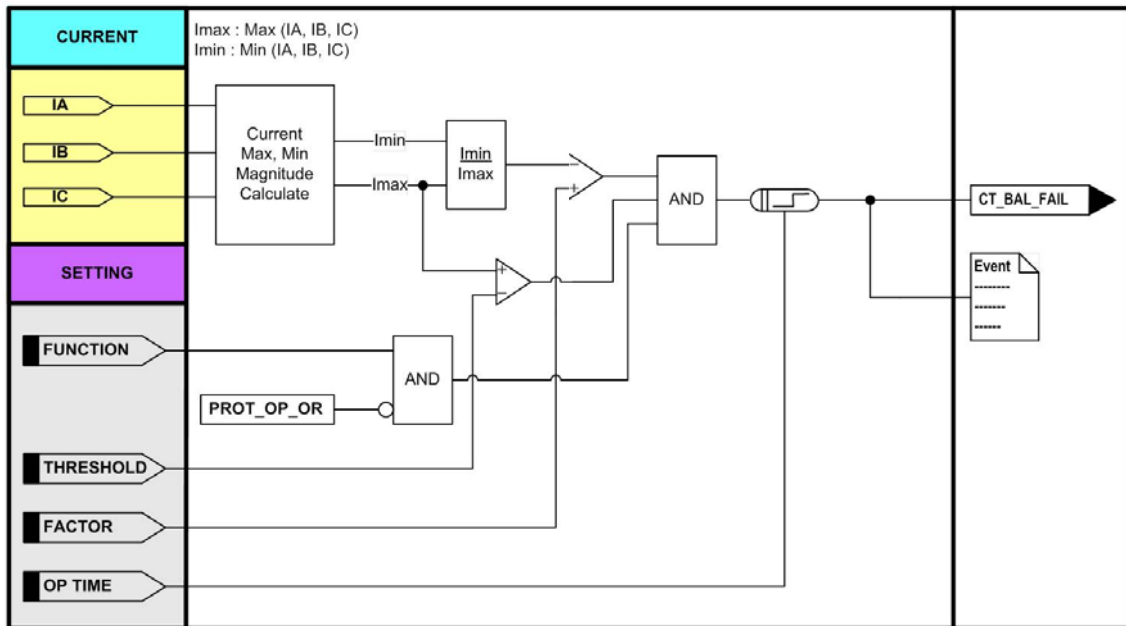 CURRENT
Imax : Max (IA, IB, IC)
Imin : Min (IA, IB, IC)
IA
IB
IC
Current
Max, Min
Magnitude
Calculate
Imin
Imax
Imin
Imax
−
+
AND
+
−
CT_BAL_FAIL
Event
--------
-------
------
SETTING
FUNCTION
AND
PROT_OP_OR
THRESHOLD
FACTOR
OP TIME